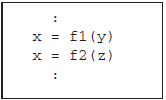 :
x = f1(y)
x = f2(z)
: